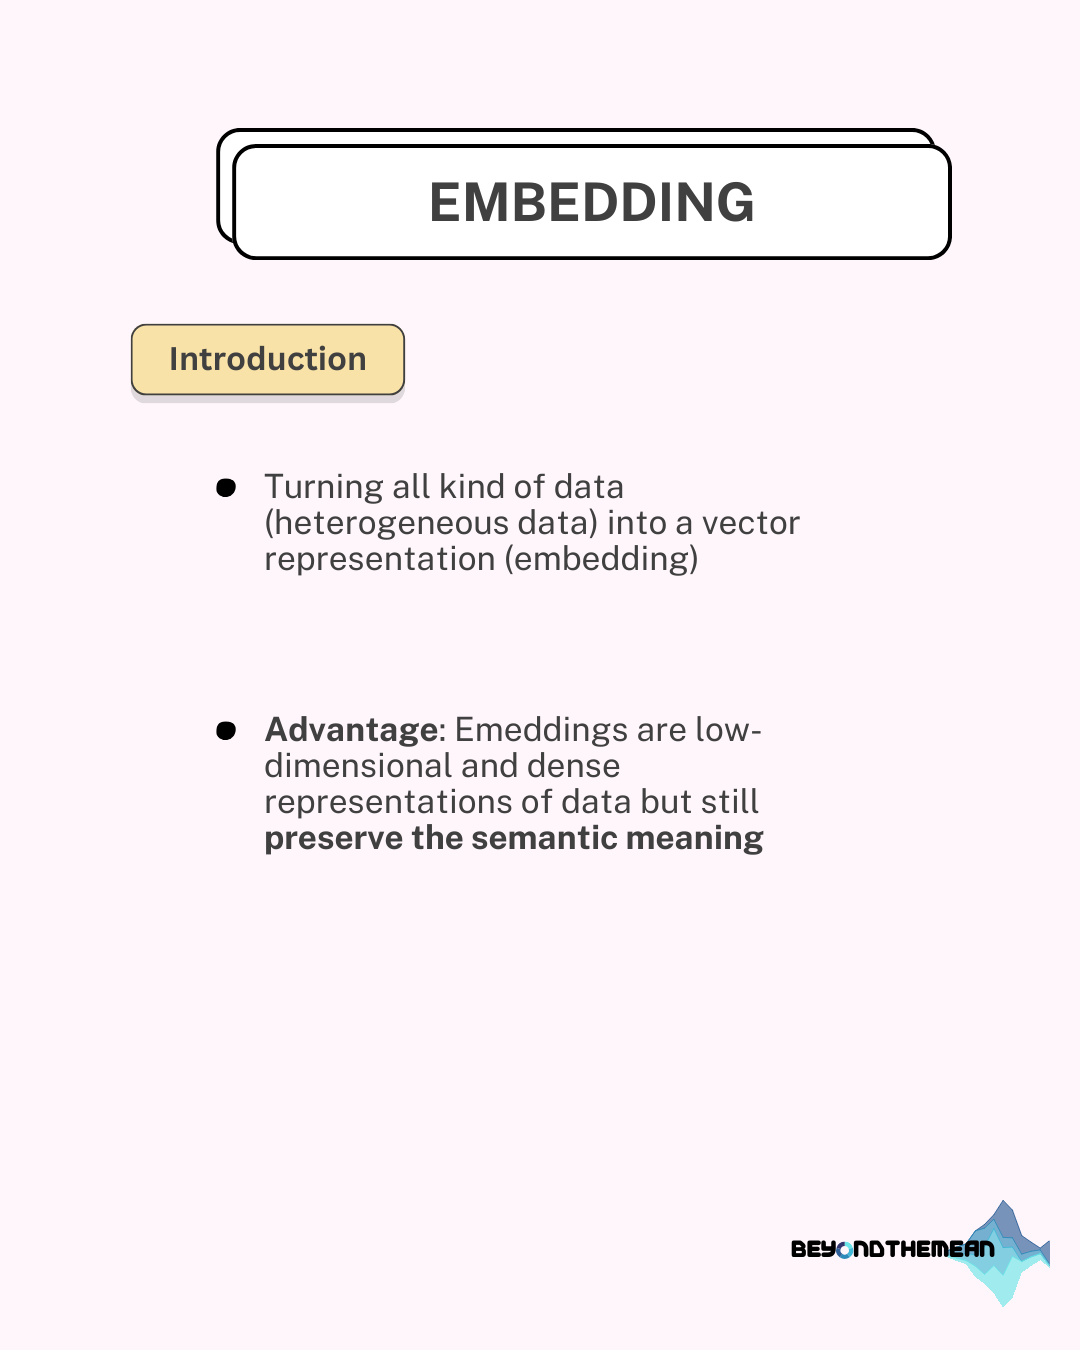 EMBEDDING
Introduction
Turning all kind of data
(heterogeneous data) into a vector
representation (embedding)
Advantage: Emeddings are low-
dimensional and dense
representations of data but still
preserve the semantic meaning
BEYONDTHEMEAN